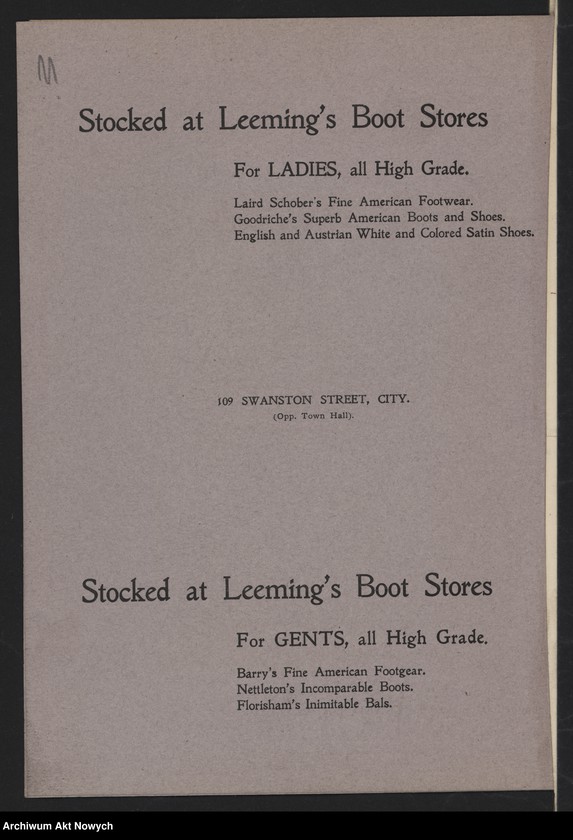 Stocked at Leeming's Boot Stores
For LADIES, all High Grade.
Laird Schober's Fine American Footwear.
Goodriche's Superb American Boots and Shoes.
English and Austrian White and Colored Satin Shoes.
109 SWANSTON STREET, CITY.
(Opp. Town Hall).
Stocked at Leeming's Boot Stores
For GENTS, all High Grade.
Barry's Fine American Footgear.
Nettleton's Incomparable Boots.
Florisham's Inimitable Bals.
Archiwum Akt Nowych